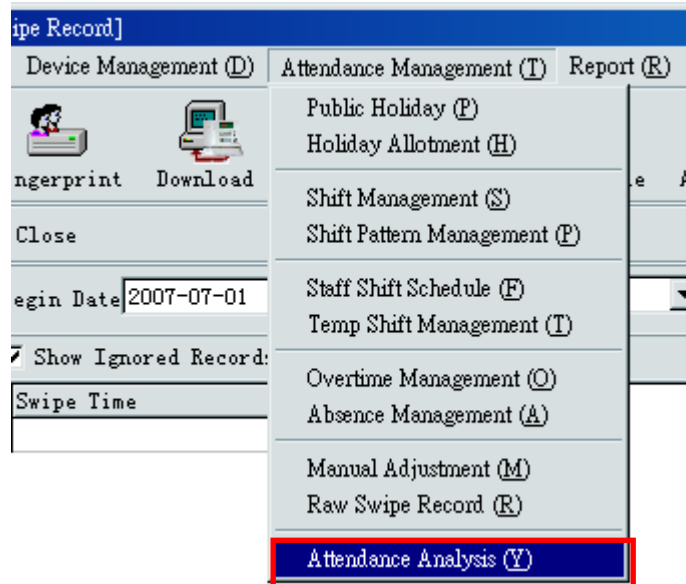 ipe Record]
Device Management (D) Attendance Management (T) Report (R)
Public Holiday (P)
Holiday Allotment (H)
ngerprint Download
Shift Management (S)
Close
Shift Pattern Management (P)
egin Date 2007-07-01
Staff Shift Schedule (F)
Temp Shift Management (T)
Show Ignored Record
Overtime Management (O)
Swipe Time
Absence Management (A)
Manual Adjustment (M)
Raw Swipe Record (R)
Attendance Analysis (Y)